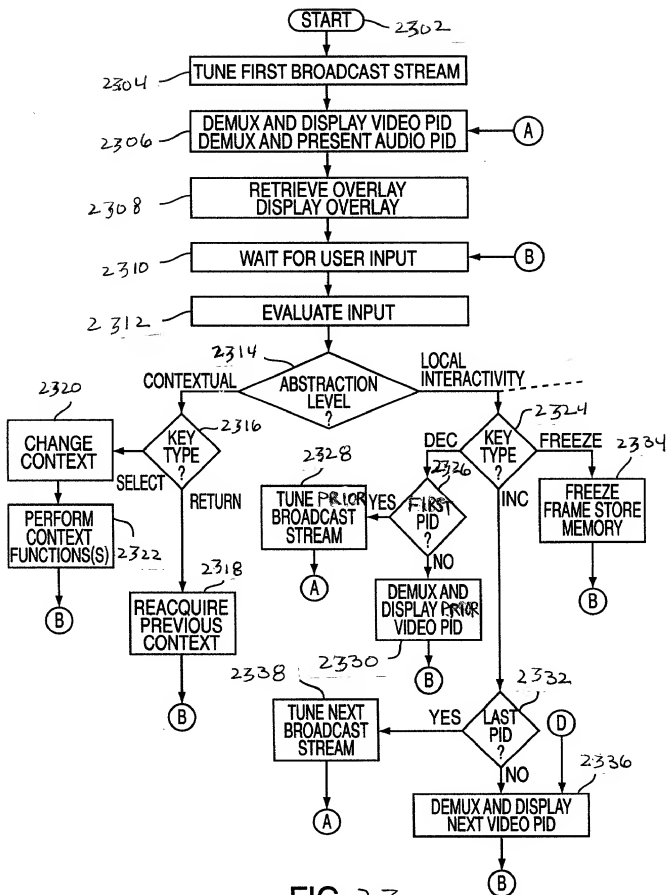 START
2302
2304
TUNE FIRST BROADCAST STREAM
2306
DEMUX AND DISPLAY VIDEO PID
DEMUX AND PRESENT AUDIO PID
A
2308
RETRIEVE OVERLAY
DISPLAY OVERLAY
2310
WAIT FOR USER INPUT
B
2312
EVALUATE INPUT
2314
CONTEXTUAL
ABSTRACTION
LEVEL
?
LOCAL
INTERACTIVITY
2320
CHANGE
CONTEXT
SELECT
KEY
TYPE
?
2316
RETURN
PERFORM
CONTEXT
FUNCTIONS(S)
2322
B
2318
REACQUIRE
PREVIOUS
CONTEXT
B
2324
DEC
KEY
TYPE
?
FREEZE
INC
2334
FREEZE
FRAME STORE
MEMORY
B
2328
TUNE PRIOR
BROADCAST
STREAM
YES
2326
FIRST
PID
?
NO
A
DEMUX AND
DISPLAY PRIOR
VIDEO PID
2330
B
2338
TUNE NEXT
BROADCAST
STREAM
YES
2332
LAST
PID
?
NO
D
A
2336
DEMUX AND DISPLAY
NEXT VIDEO PID
B
FIG. 23